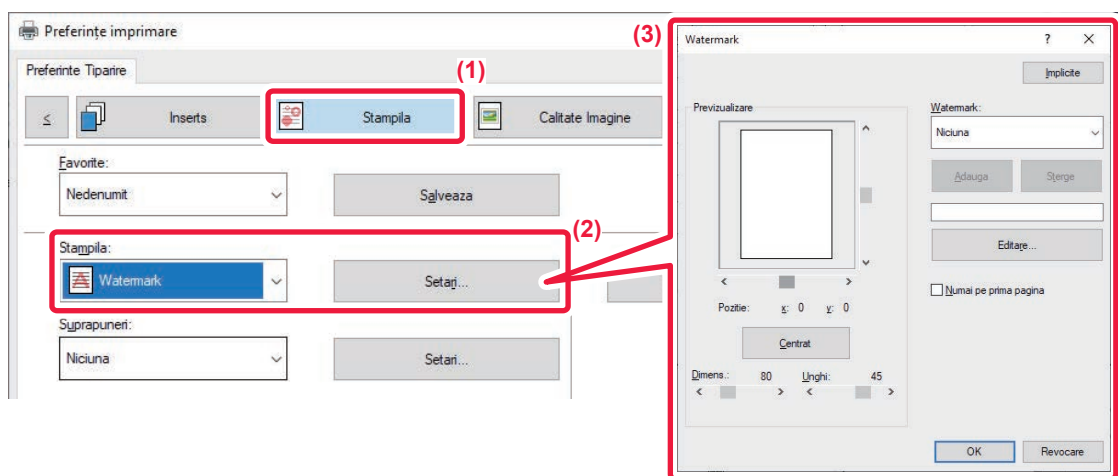 Preferințe imprimare
Preferinte Tiparire
(1)
≤
Inserts
Stampila
Calitate Imagine
Favorite:
Nedenumit
Salveaza
(2)
Stampila:
Watermark
Setari...
Suprapuneri:
Niciuna
Setari...
(3)
Watermark
?
Implicite
Previzualizare
Watermark:
Niciuna
Adauga
Sterge
Editare...
Numai pe prima pagina
Pozitie: x: 0 y: 0
Centrat
Dimens.: 80 Unghi: 45
OK
Revocare